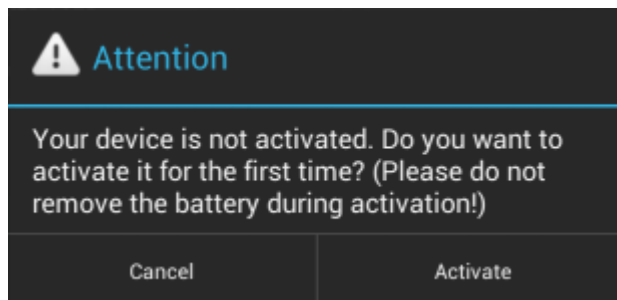 Attention
Your device is not activated. Do you want to
activate it for the first time? (Please do not
remove the battery during activation!)
Cancel Activate